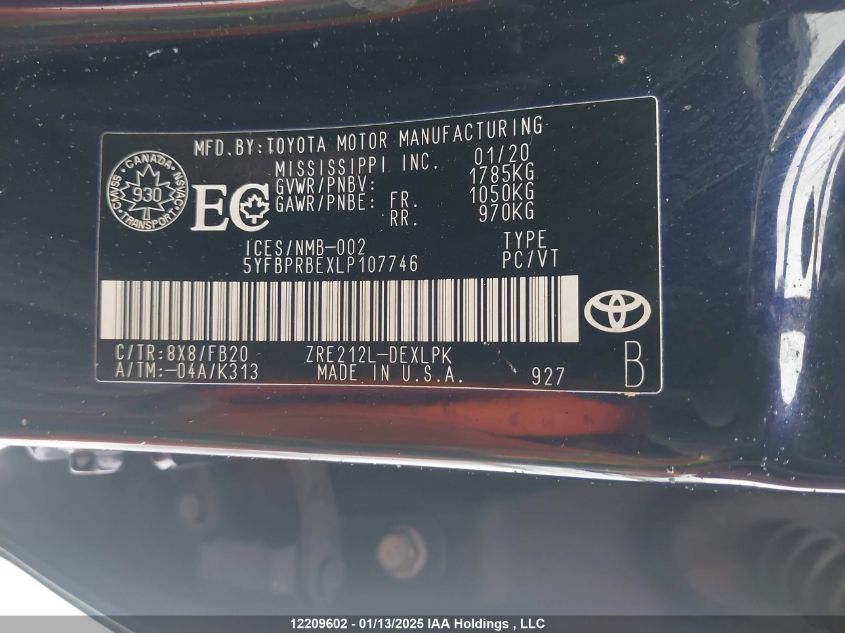 MFD.BY:TOYOTA MOTOR MANUFACTURING
MISSISSIPPI INC. 01/20
GVWR/PNBV: 1785KG
GAWR/PNBE: FR. 1050KG
RR. 970KG
CANADA
CMVSS 930 NSVAC
TRANSPORT
EC
ICES/NMB-002 TYPE
5YFBPRBEXLP107746 PC/VT
C/TR:8X8/FB20 ZRE212L-DEXLPK
A/TM:-04A/K313 MADE IN U.S.A. 927 B
12209602 - 01/13/2025 IAA Holdings , LLC